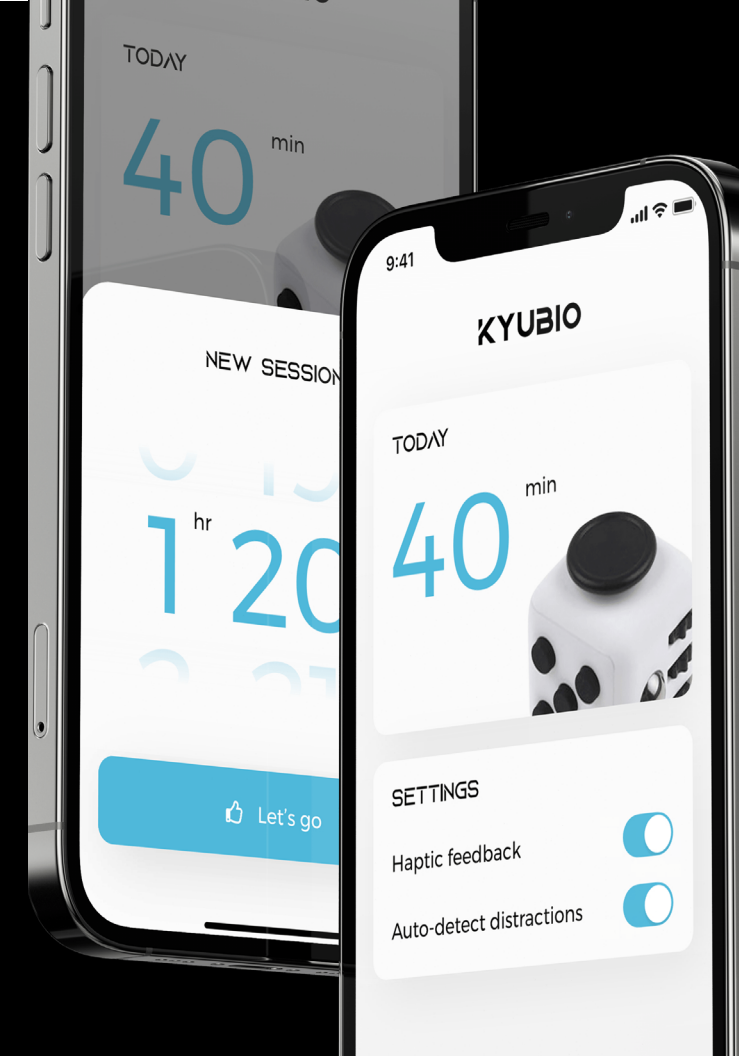 TODAY
40 min
NEW SESSION
1 hr 20
Let's go
9:41
KYUBIO
TODAY
40 min
SETTINGS
Haptic feedback
Auto-detect distractions